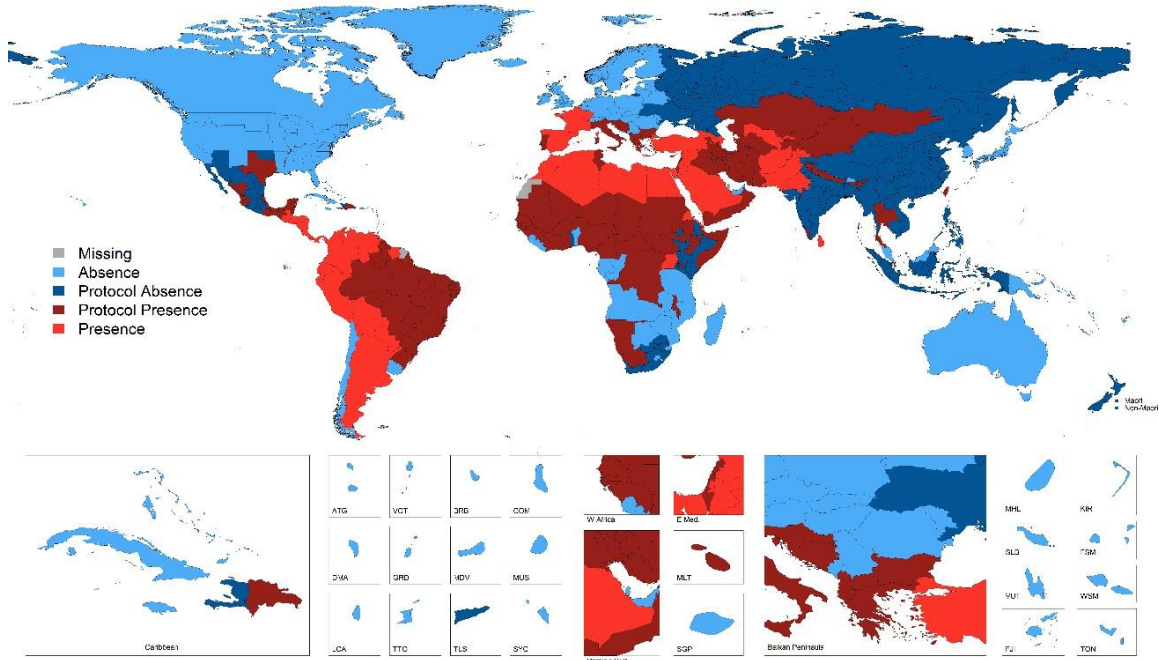 Missing
Absence
Protocol Absence
Protocol Presence
Presence
Maori
Non-Maori
Caribbean
ATG
VCT
BRB
COM
DMA
GRD
MDV
MUS
LCA
TTO
TLS
SYC
W Africa
E Med.
MLT
SGP
Balkan Peninsula
MHL
KIR
SLB
FSM
VUT
WSM
FJI
TON